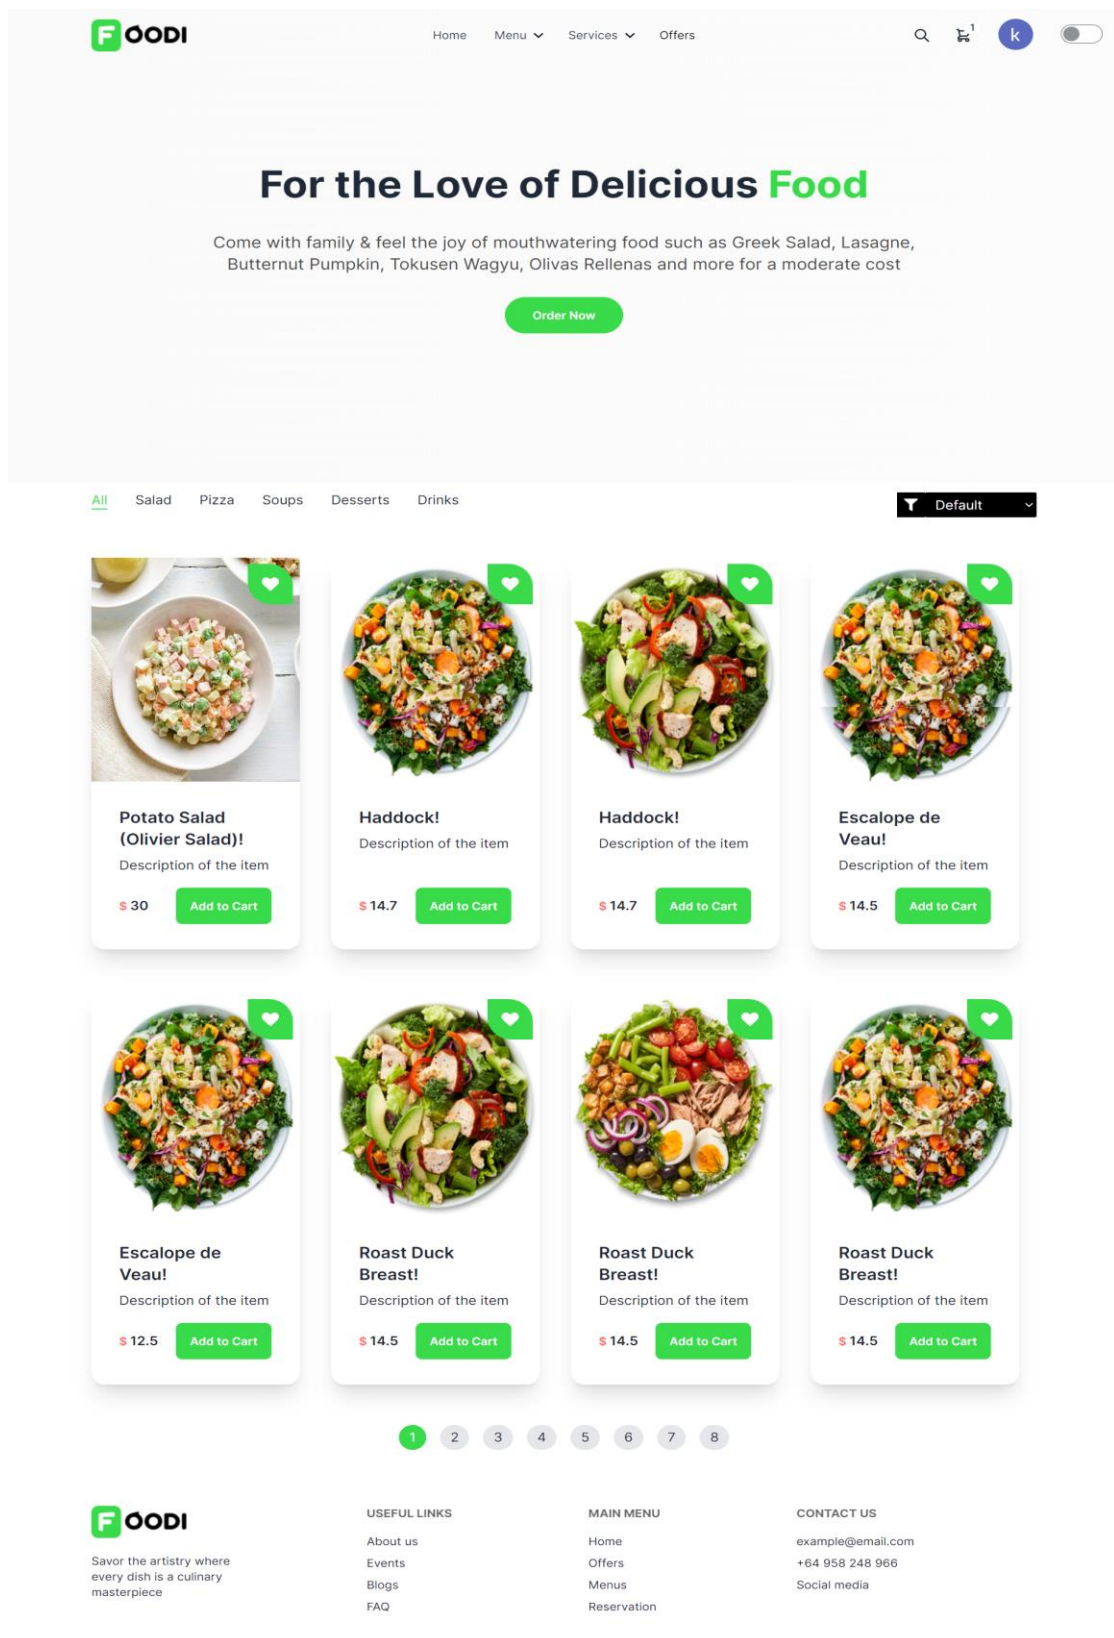 FOODI
Home Menu Services Offers
1
k
For the Love of Delicious Food
Come with family & feel the joy of mouthwatering food such as Greek Salad, Lasagne,
Butternut Pumpkin, Tokusen Wagyu, Olivas Rellenas and more for a moderate cost
Order Now
All Salad Pizza Soups Desserts Drinks
Default
Potato Salad
(Olivier Salad)!
Description of the item
$ 30 Add to Cart
Haddock!
Description of the item
$ 14.7 Add to Cart
Haddock!
Description of the item
$ 14.7 Add to Cart
Escalope de
Veau!
Description of the item
$ 14.5 Add to Cart
Escalope de
Veau!
Description of the item
$ 12.5 Add to Cart
Roast Duck
Breast!
Description of the item
$ 14.5 Add to Cart
Roast Duck
Breast!
Description of the item
$ 14.5 Add to Cart
Roast Duck
Breast!
Description of the item
$ 14.5 Add to Cart
1 2 3 4 5 6 7 8
FOODI
Savor the artistry where
every dish is a culinary
masterpiece
USEFUL LINKS
About us
Events
Blogs
FAQ
MAIN MENU
Home
Offers
Menus
Reservation
CONTACT US
example@email.com
+64 958 248 966
Social media